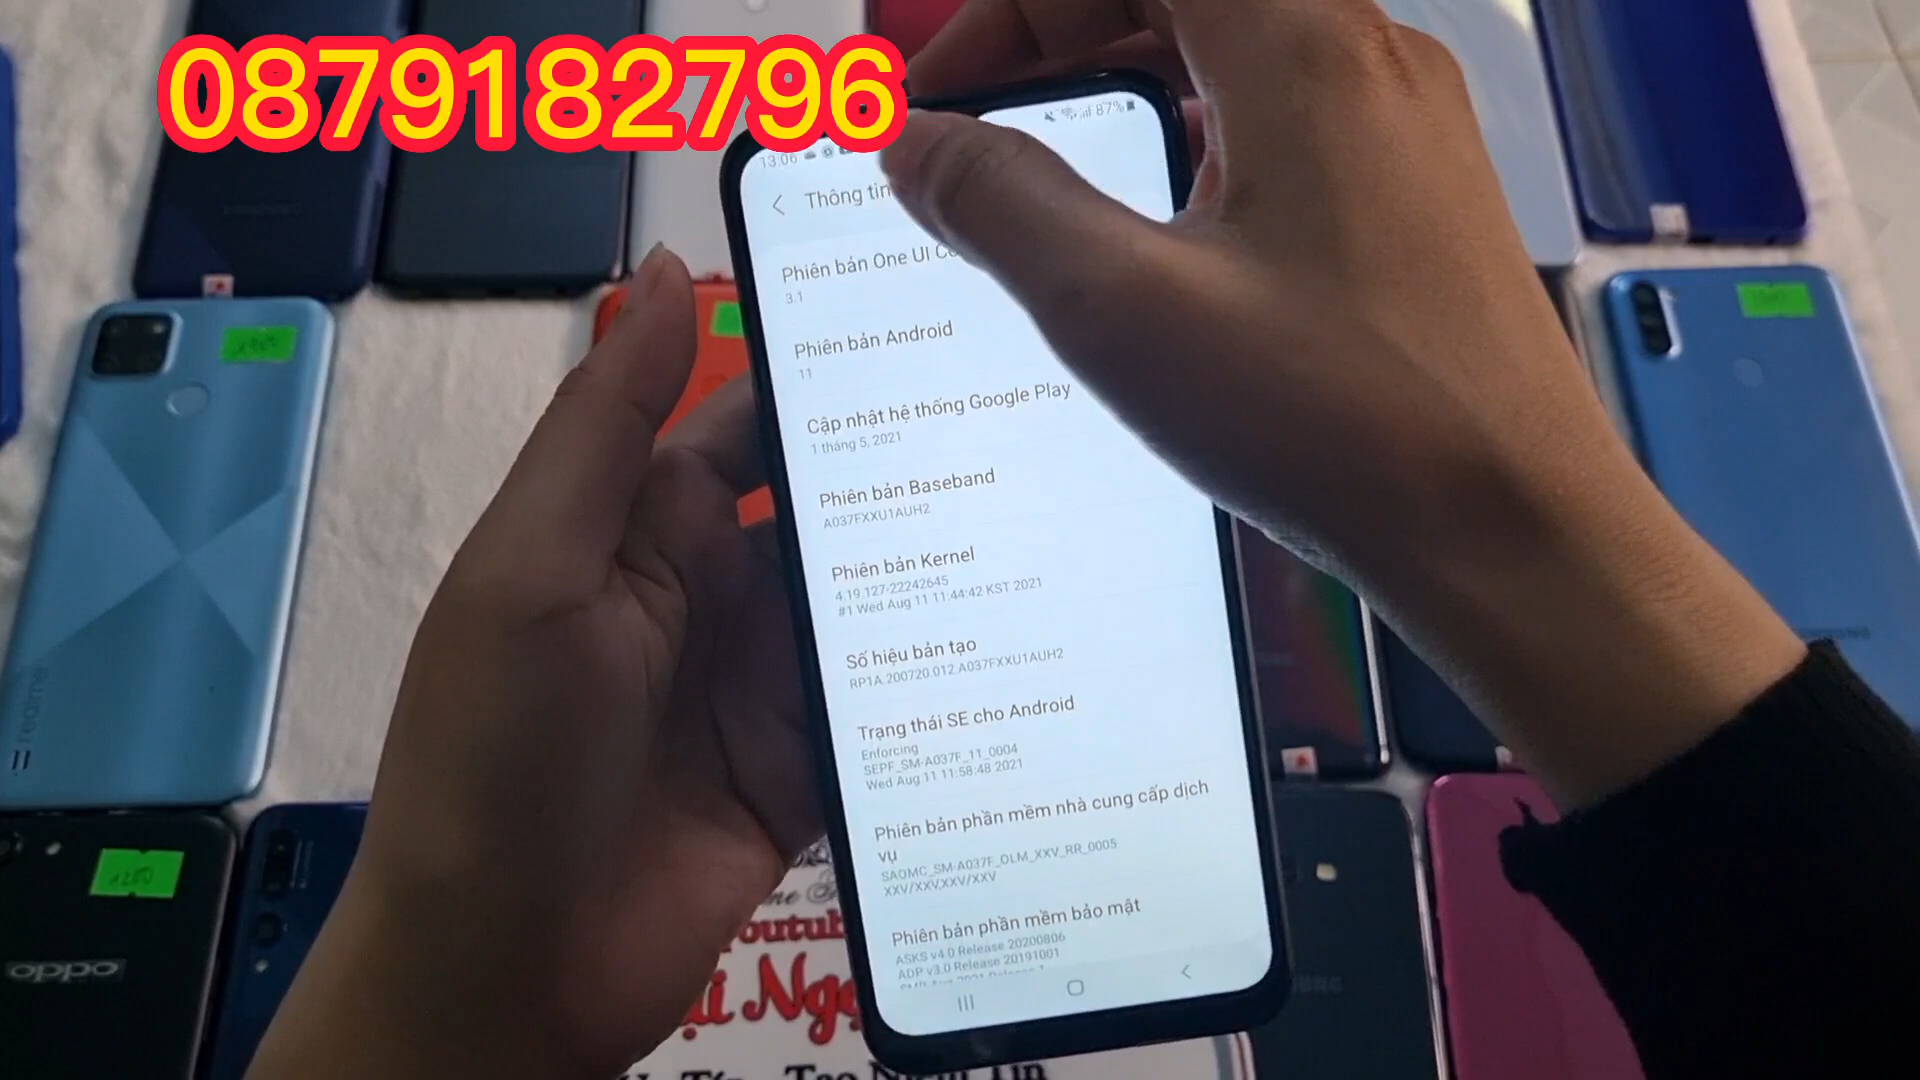 0879182796
13:06
87%
Thông tin
Phiên bản One UI
3.1
Phiên bản Android
11
Cập nhật hệ thống Google Play
1 tháng 5, 2021
Phiên bản Baseband
A037FXXU1AUH2
Phiên bản Kernel
4.19.127-22242645
#1 Wed Aug 11 11:44:42 KST 2021
Số hiệu bản tạo
RP1A.200720.012.A037FXXU1AUH2
Trạng thái SE cho Android
Enforcing
SEPF_SM-A037F_11_0004
Wed Aug 11 11:58:48 2021
Phiên bản phần mềm nhà cung cấp dịch
vụ
SAOMC_SM-A037F_OLM_XXV_RR_0005
XXV/XXV,XXV/XXV
Phiên bản phần mềm bảo mật
ASKS v4.0 Release 20200806
ADP v3.0 Release 20191001
realme
oppo
1250
Youtub